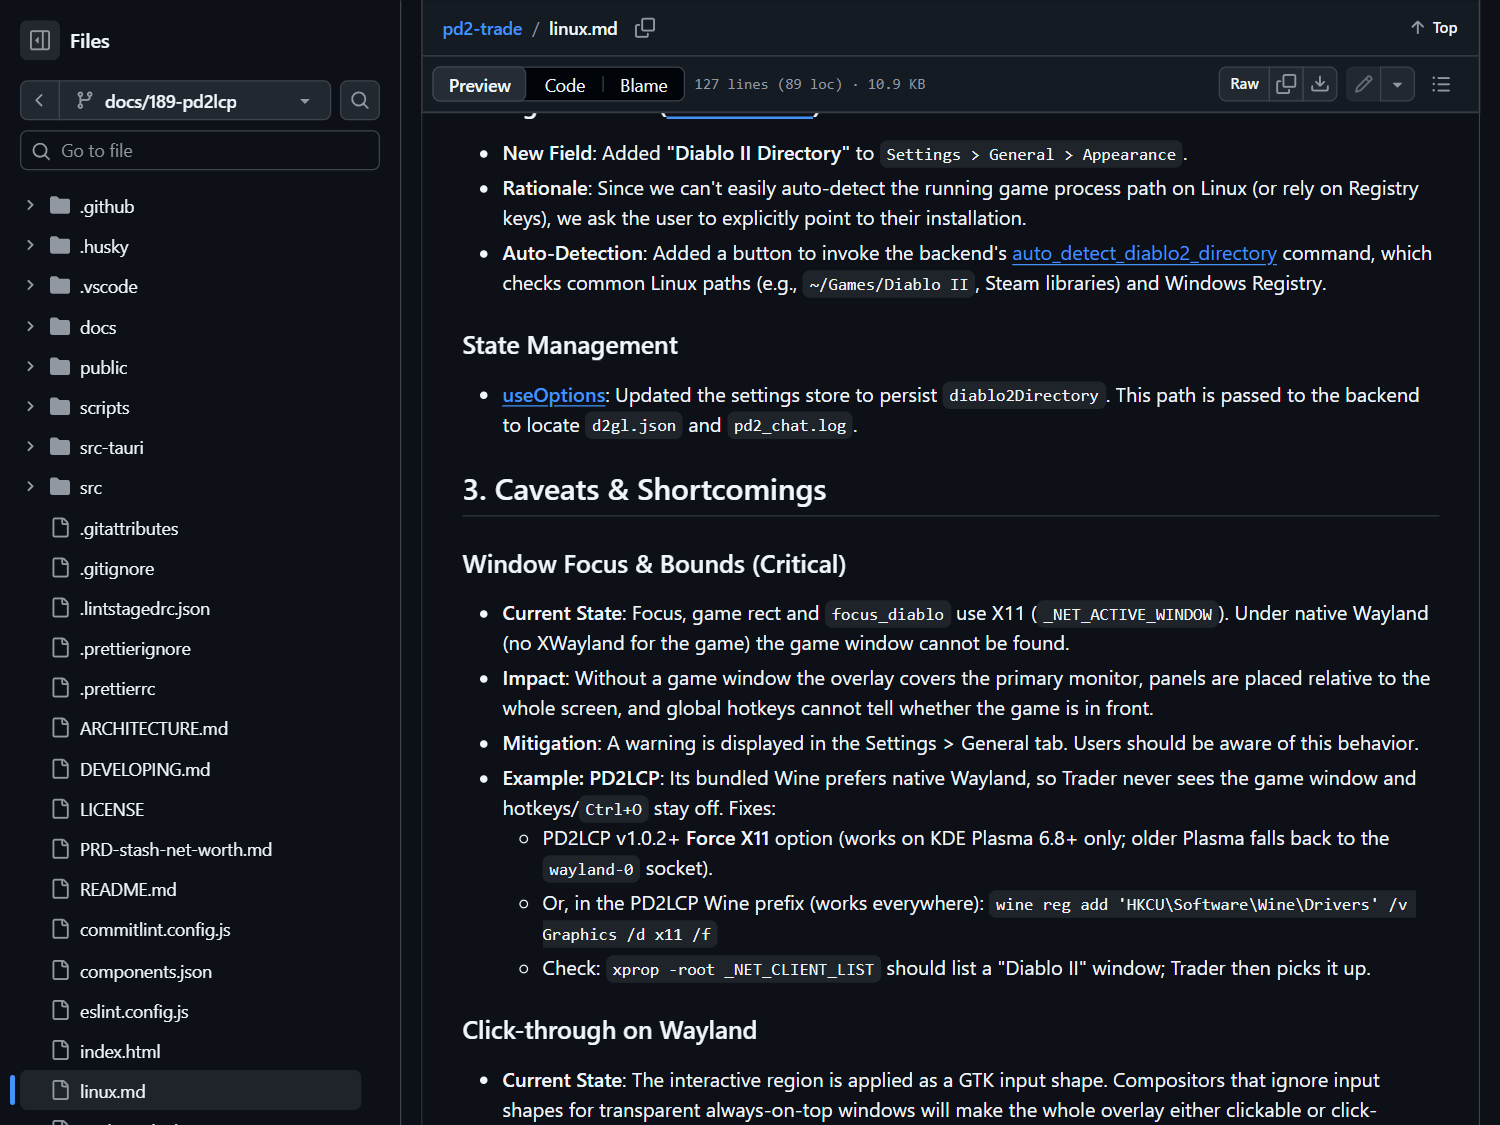 Files
docs/189-pd2lcp
Go to file
.github
.husky
.vscode
docs
public
scripts
src-tauri
src
.gitattributes
.gitignore
.lintstagedrc.json
.prettierignore
.prettierrc
ARCHITECTURE.md
DEVELOPING.md
LICENSE
PRD-stash-net-worth.md
README.md
commitlint.config.js
components.json
eslint.config.js
index.html
linux.md
pd2-trade / linux.md
Top
Preview Code Blame 127 lines (89 loc) · 10.9 KB Raw
New Field: Added "Diablo II Directory" to Settings > General > Appearance.
Rationale: Since we can't easily auto-detect the running game process path on Linux (or rely on Registry
keys), we ask the user to explicitly point to their installation.
Auto-Detection: Added a button to invoke the backend's auto_detect_diablo2_directory command, which
checks common Linux paths (e.g., ~/Games/Diablo II, Steam libraries) and Windows Registry.
State Management
useOptions: Updated the settings store to persist diablo2Directory. This path is passed to the backend
to locate d2gl.json and pd2_chat.log.
3. Caveats & Shortcomings
Window Focus & Bounds (Critical)
Current State: Focus, game rect and focus_diablo use X11 (_NET_ACTIVE_WINDOW). Under native Wayland
(no XWayland for the game) the game window cannot be found.
Impact: Without a game window the overlay covers the primary monitor, panels are placed relative to the
whole screen, and global hotkeys cannot tell whether the game is in front.
Mitigation: A warning is displayed in the Settings > General tab. Users should be aware of this behavior.
Example: PD2LCP: Its bundled Wine prefers native Wayland, so Trader never sees the game window and
hotkeys/Ctrl+O stay off. Fixes:
PD2LCP v1.0.2+ Force X11 option (works on KDE Plasma 6.8+ only; older Plasma falls back to the
wayland-0 socket).
Or, in the PD2LCP Wine prefix (works everywhere): wine reg add 'HKCU\Software\Wine\Drivers' /v
Graphics /d x11 /f
Check: xprop -root _NET_CLIENT_LIST should list a "Diablo II" window; Trader then picks it up.
Click-through on Wayland
Current State: The interactive region is applied as a GTK input shape. Compositors that ignore input
shapes for transparent always-on-top windows will make the whole overlay either clickable or click-